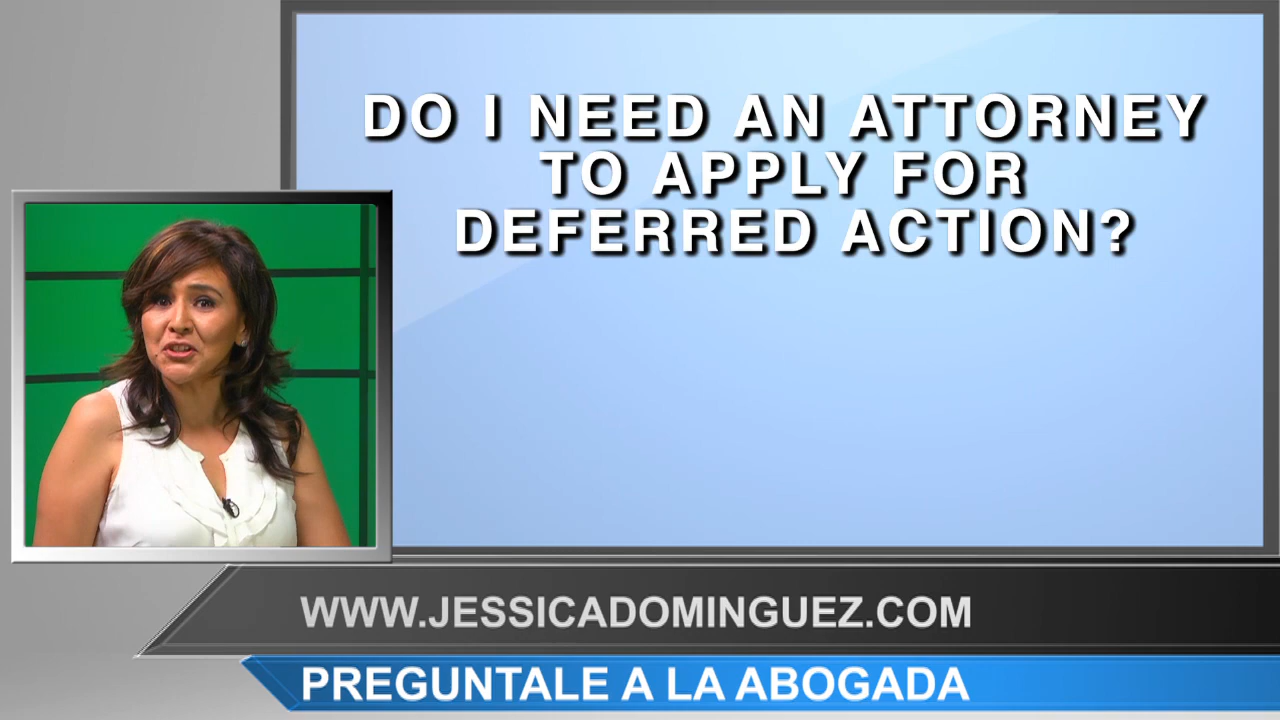 DO I NEED AN ATTORNEY
TO APPLY FOR
DEFERRED ACTION?
WWW.JESSICADOMINGUEZ.COM
PREGUNTALE A LA ABOGADA